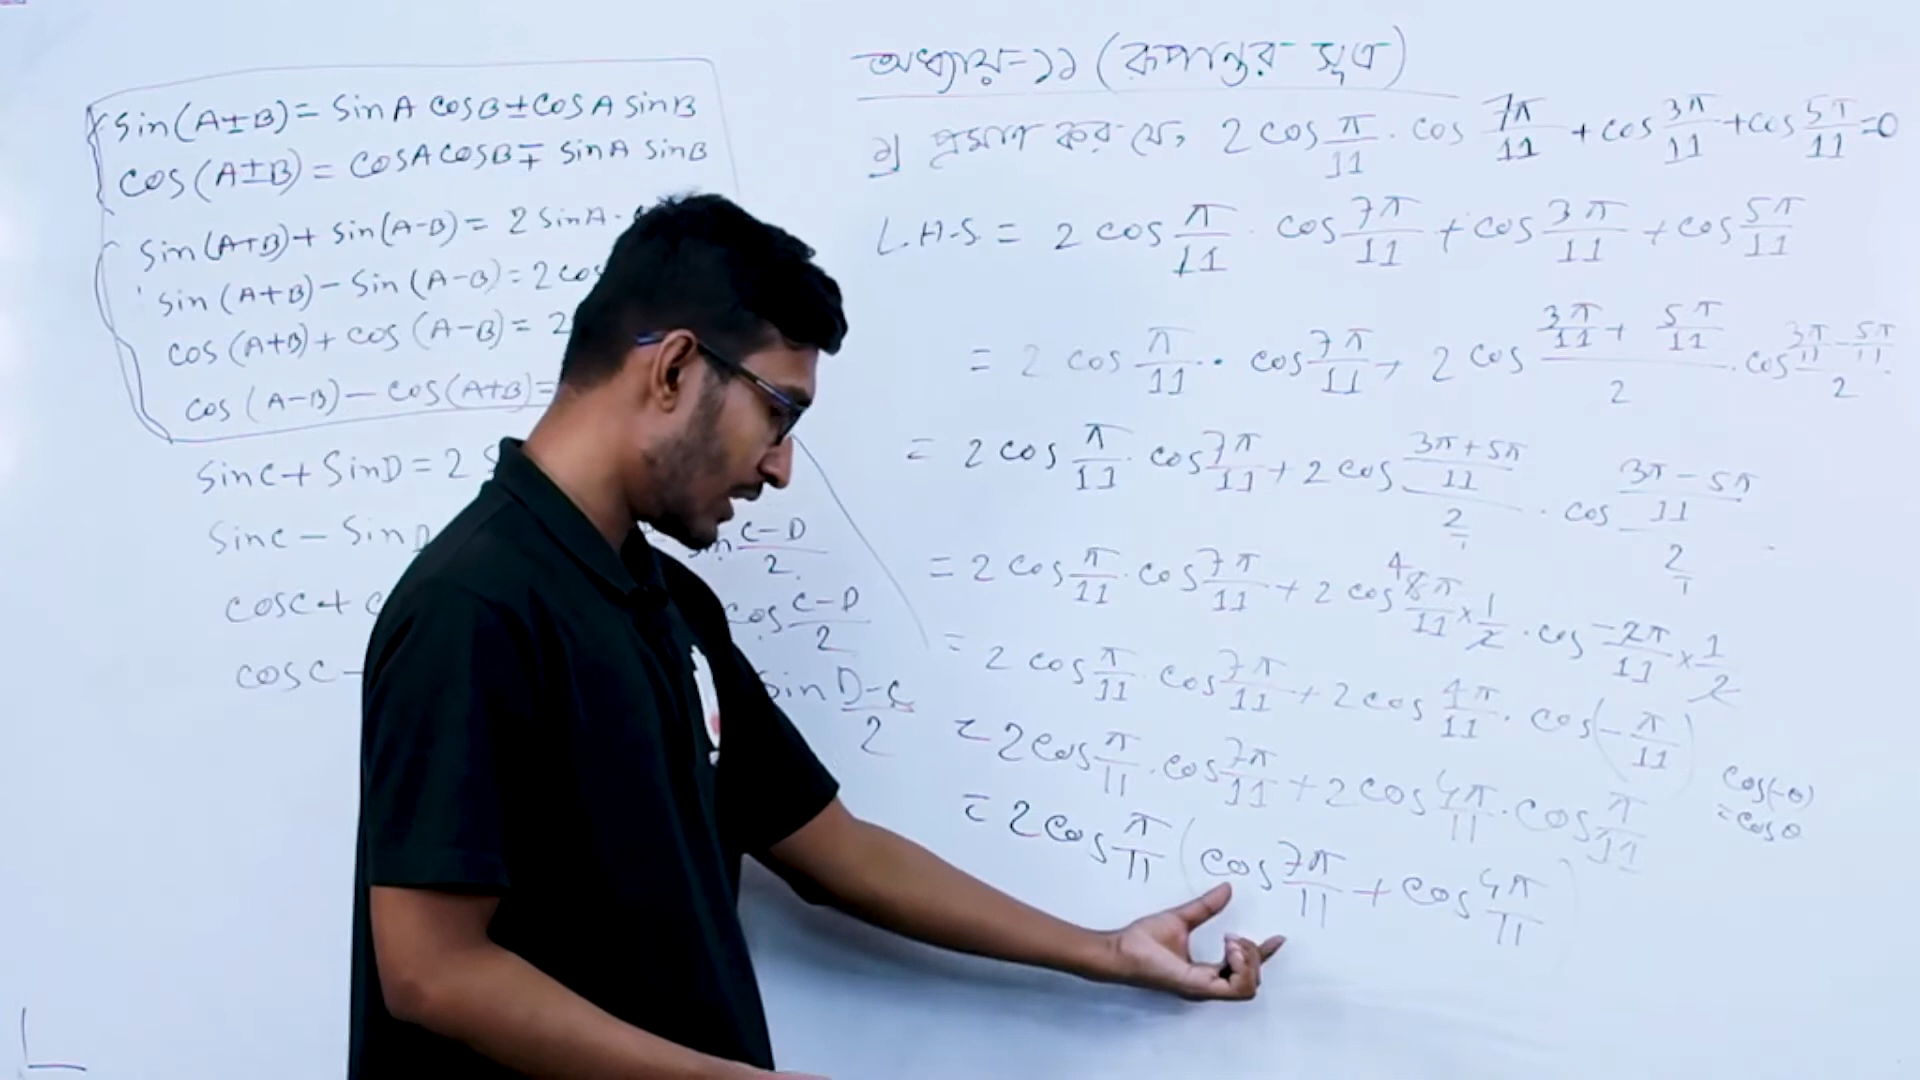 sin(A±B) = sinA cosB ± cosA sinB
cos(A±B) = cosA cosB ∓ sinA sinB
sin(A+B) + sin(A-B) = 2 sinA ·
sin(A+B) - sin(A-B) = 2 cos
cos(A+B) + cos(A-B) = 2
cos(A-B) - cos(A+B) =
sinC + sinD = 2 S
sinC - sinD sin (C-D)/2
cosC + c cos (C-D)/2
cosC - sin (D-C)/2
অধ্যায়-১১ (রূপান্তর সূত্র)
১) প্রমাণ কর যে, 2 cos π/11 · cos 7π/11 + cos 3π/11 + cos 5π/11 = 0
L.H.S = 2 cos π/11 · cos 7π/11 + cos 3π/11 + cos 5π/11
= 2 cos π/11 · cos 7π/11 + 2 cos (3π/11 + 5π/11)/2 · cos (3π/11 - 5π/11)/2
= 2 cos π/11 · cos 7π/11 + 2 cos ((3π+5π)/11)/(2/1) · cos ((3π-5π)/11)/(2/1)
= 2 cos π/11 · cos 7π/11 + 2 cos 8π/11 × 1/2 · cos -2π/11 × 1/2
4
= 2 cos π/11 · cos 7π/11 + 2 cos 4π/11 · cos(-π/11)
= 2 cos π/11 · cos 7π/11 + 2 cos 4π/11 · cos π/11
cos(-θ)
= cosθ
= 2 cos π/11 (cos 7π/11 + cos 4π/11)